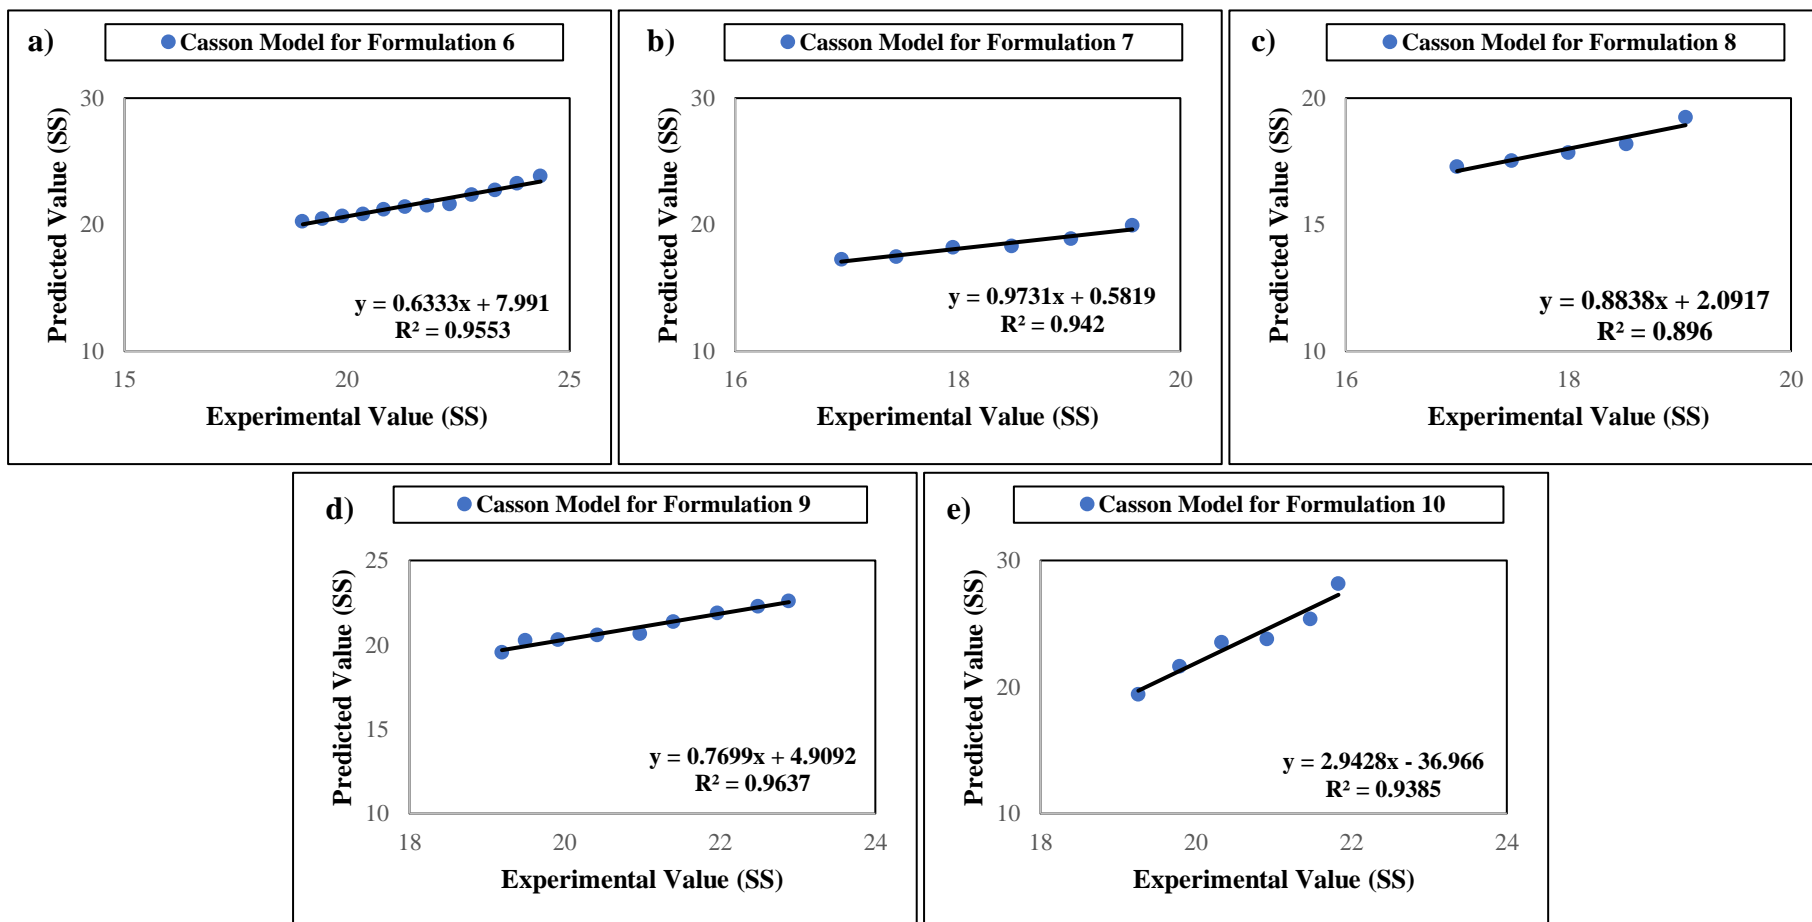 a)
Casson Model for Formulation 6
30
20
10
15
20
25
Predicted Value (SS)
Experimental Value (SS)
y = 0.6333x + 7.991
R² = 0.9553
b)
Casson Model for Formulation 7
30
20
10
16
18
20
Predicted Value (SS)
Experimental Value (SS)
y = 0.9731x + 0.5819
R² = 0.942
c)
Casson Model for Formulation 8
20
15
10
16
18
20
Predicted Value (SS)
Experimental Value (SS)
y = 0.8838x + 2.0917
R² = 0.896
d)
Casson Model for Formulation 9
25
20
15
10
18
20
22
24
Predicted Value (SS)
Experimental Value (SS)
y = 0.7699x + 4.9092
R² = 0.9637
e)
Casson Model for Formulation 10
30
20
10
18
20
22
24
Predicted Value (SS)
Experimental Value (SS)
y = 2.9428x - 36.966
R² = 0.9385